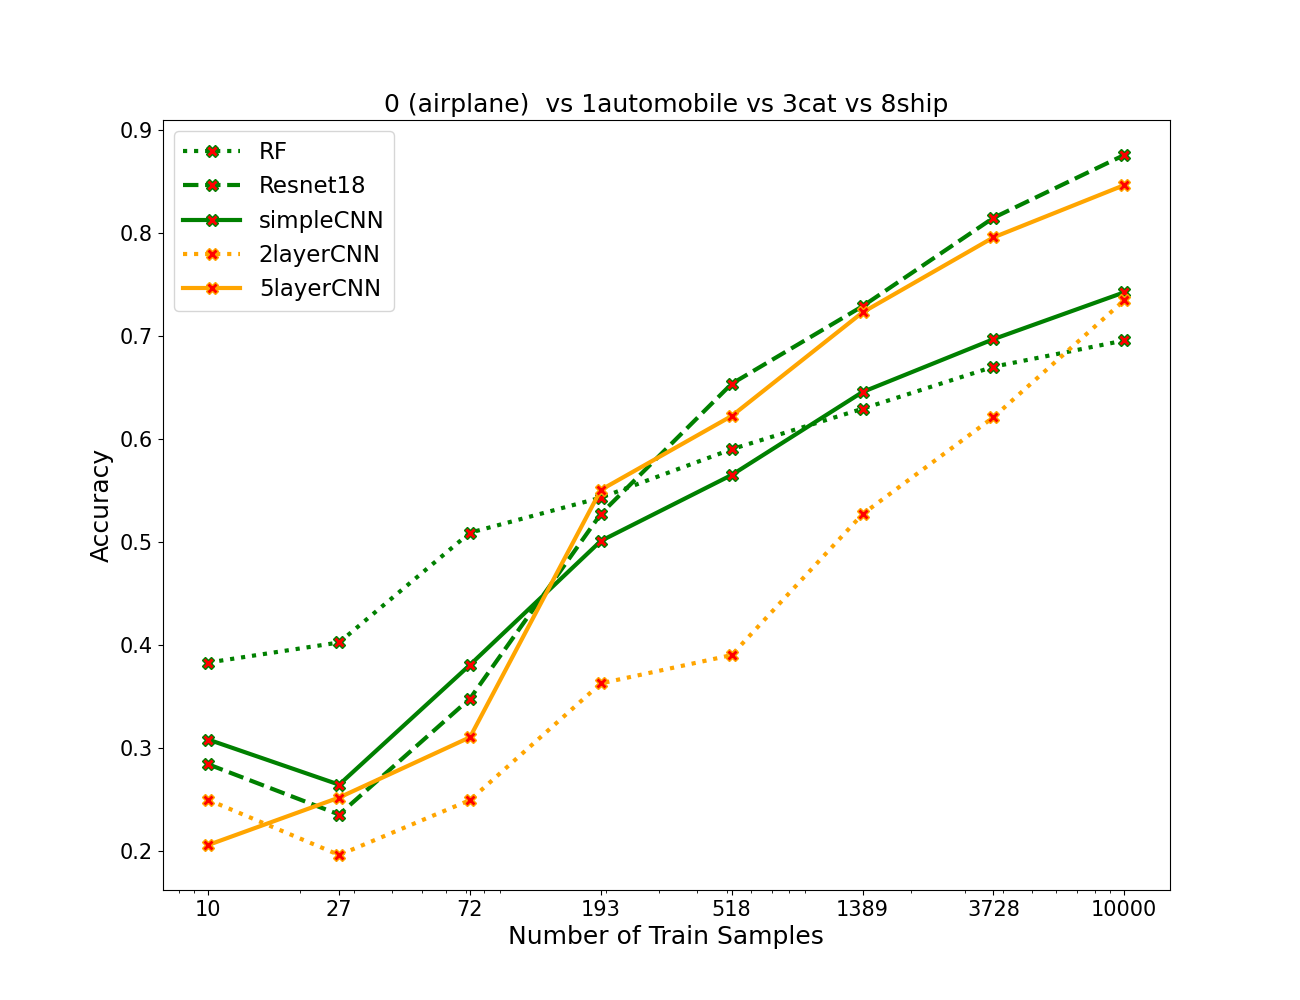 0 (airplane)  vs 1automobile vs 3cat vs 8ship
0.9
0.8
0.7
0.6
0.5
0.4
0.3
0.2
Accuracy
RF
Resnet18
simpleCNN
2layerCNN
5layerCNN
10 27 72 193 518 1389 3728 10000
Number of Train Samples